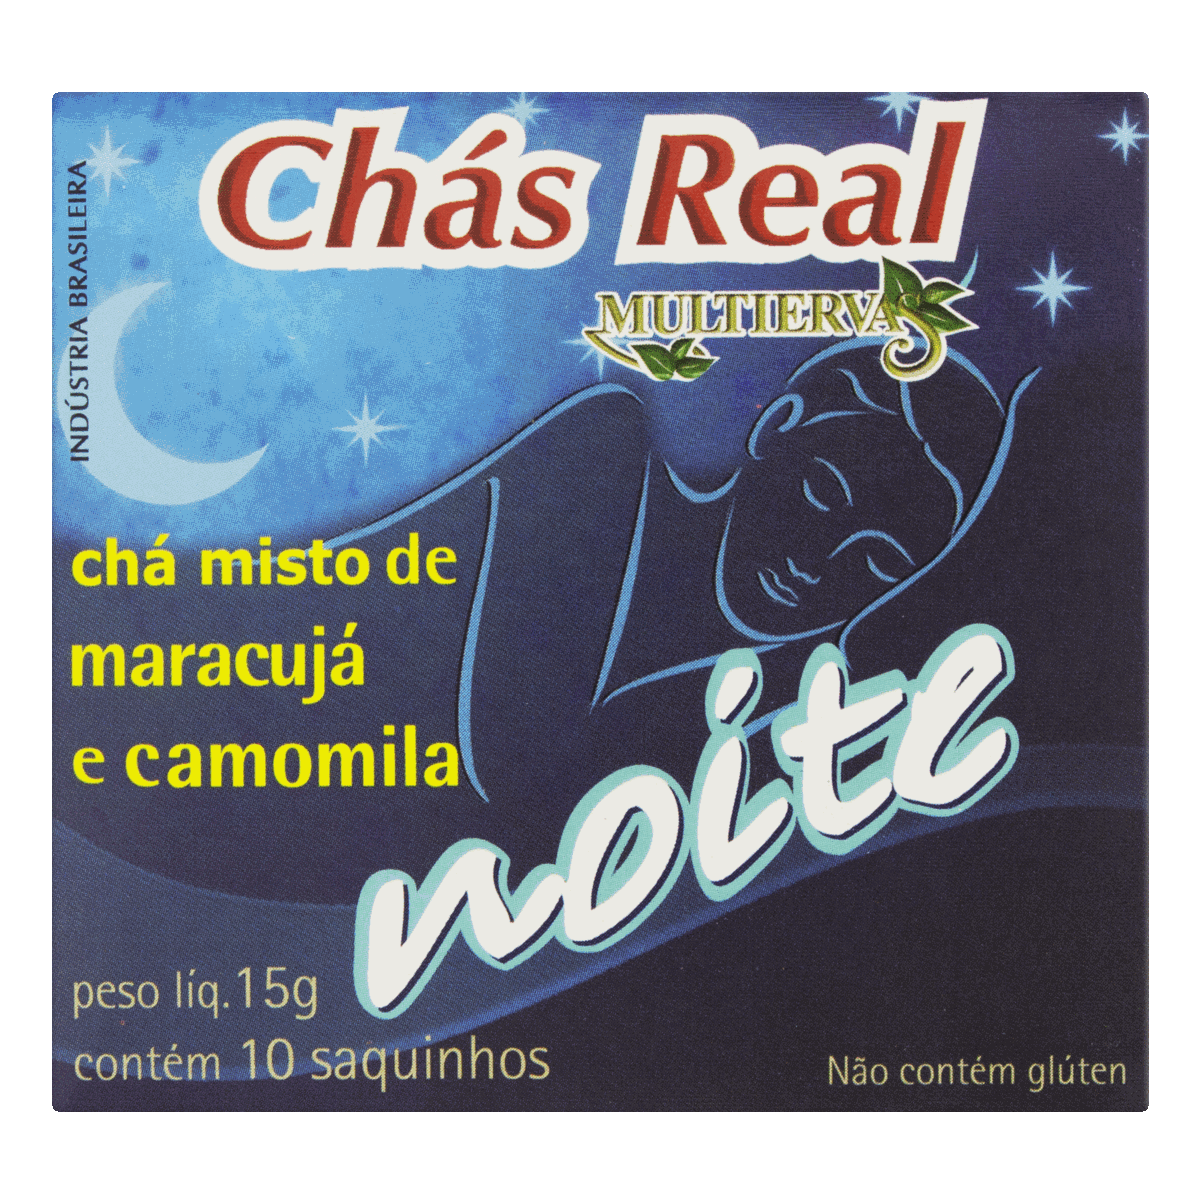 Chás Real
MULTIERVAS
INDÚSTRIA BRASILEIRA
chá misto de
maracujá
e camomila
noite
peso líq.15g
contém 10 saquinhos
Não contém glúten